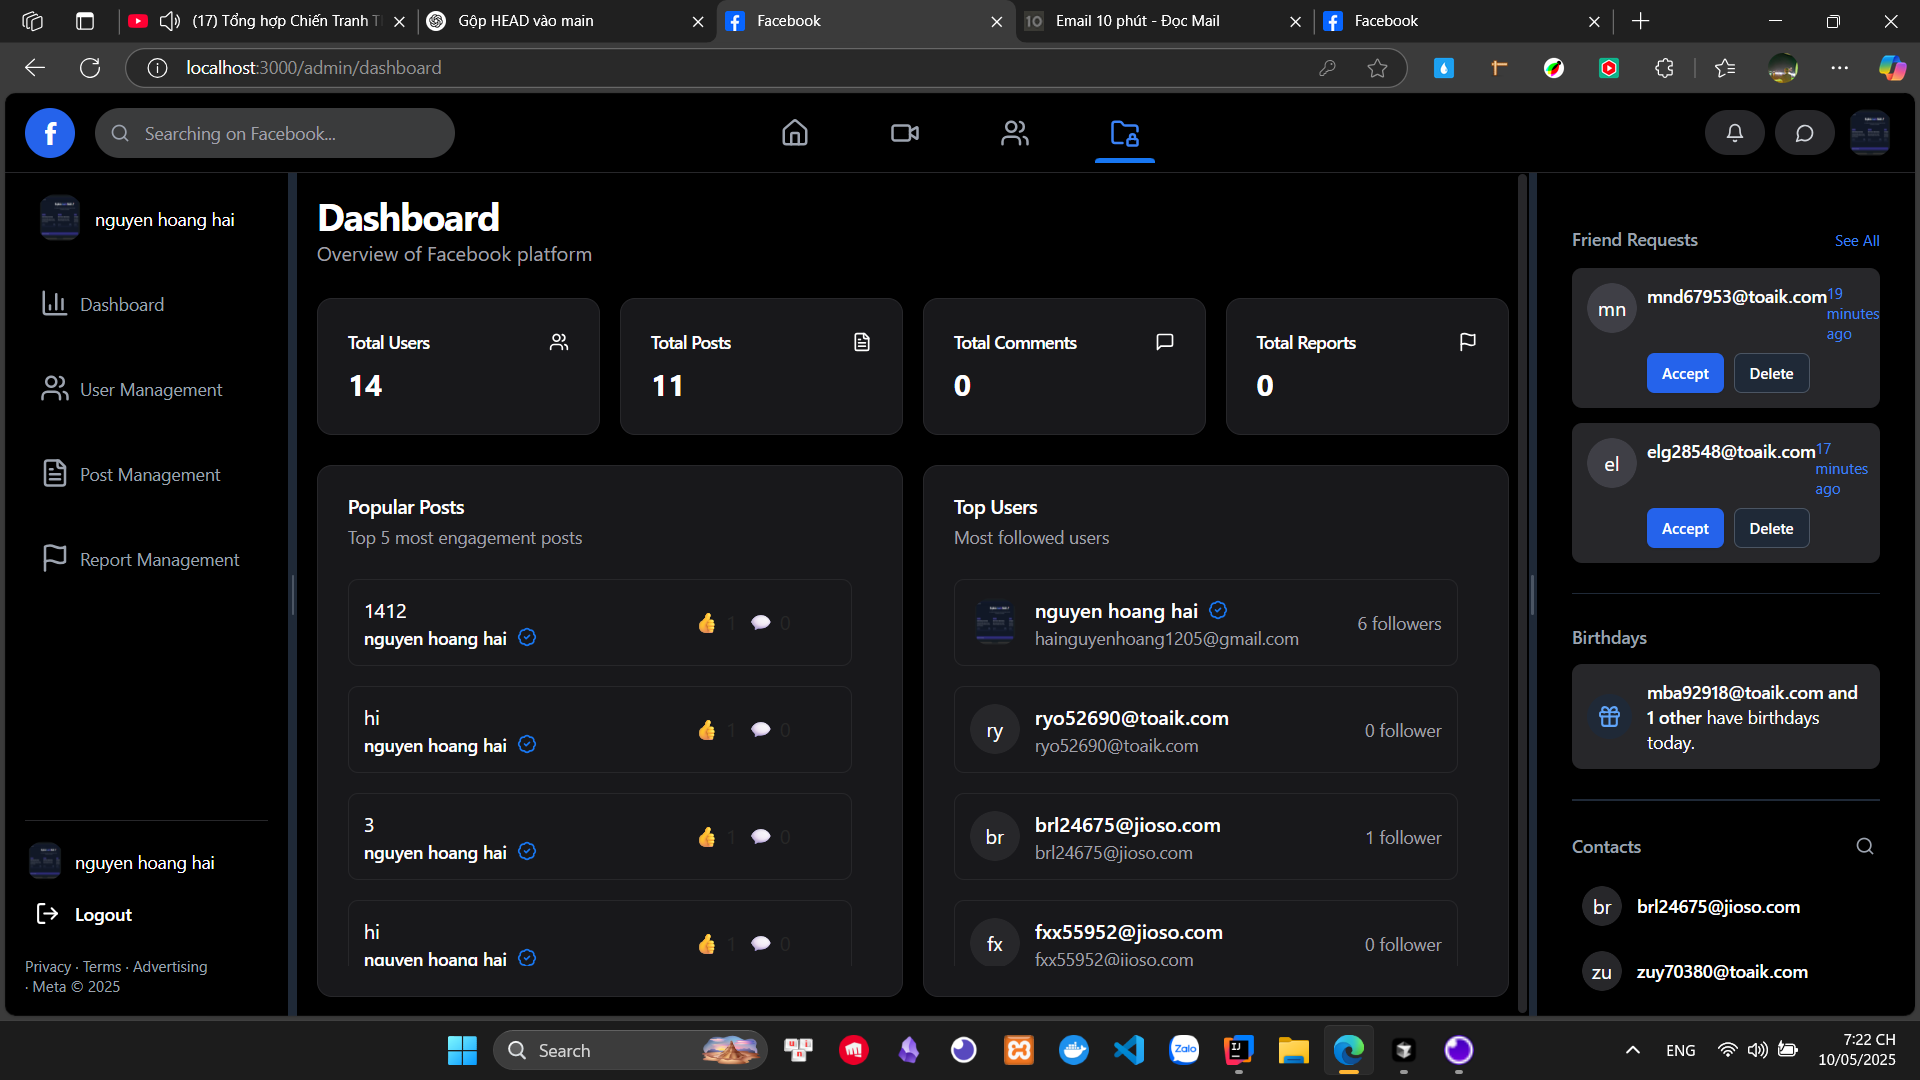 (17) Tổng hợp Chiến Tranh T
Gộp HEAD vào main
Facebook
10
Email 10 phút - Đọc Mail
Facebook
localhost:3000/admin/dashboard
f
Searching on Facebook...
nguyen hoang hai
Dashboard
User Management
Post Management
Report Management
nguyen hoang hai
Logout
Privacy · Terms · Advertising
· Meta © 2025
Dashboard
Overview of Facebook platform
Total Users
14
Total Posts
11
Total Comments
0
Total Reports
0
Popular Posts
Top 5 most engagement posts
1412
nguyen hoang hai
👍 1 💬 0
hi
nguyen hoang hai
👍 1 💬 0
3
nguyen hoang hai
👍 1 💬 0
hi
nguyen hoang hai
👍 1 💬 0
Top Users
Most followed users
nguyen hoang hai
hainguyenhoang1205@gmail.com
6 followers
ry
ryo52690@toaik.com
ryo52690@toaik.com
0 follower
br
brl24675@jioso.com
brl24675@jioso.com
1 follower
fx
fxx55952@jioso.com
fxx55952@jioso.com
0 follower
Friend Requests
See All
mn
mnd67953@toaik.com
19
minutes
ago
Accept
Delete
el
elg28548@toaik.com
17
minutes
ago
Accept
Delete
Birthdays
mba92918@toaik.com and
1 other have birthdays
today.
Contacts
br
brl24675@jioso.com
zu
zuy70380@toaik.com
Search
Zalo
IJ
ENG
7:22 CH
10/05/2025